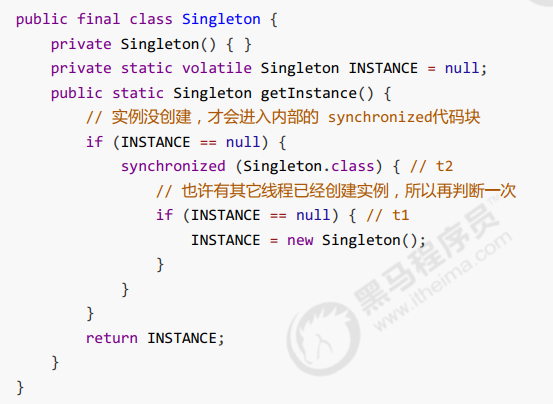 public final class Singleton {
    private Singleton() { }
    private static volatile Singleton INSTANCE = null;
    public static Singleton getInstance() {
        // 实例没创建，才会进入内部的 synchronized代码块
        if (INSTANCE == null) {
            synchronized (Singleton.class) { // t2
                // 也许有其它线程已经创建实例，所以再判断一次
                if (INSTANCE == null) { // t1
                    INSTANCE = new Singleton();
                }
            }
        }
        return INSTANCE;
    }
}
黑马程序员™
www.itheima.com